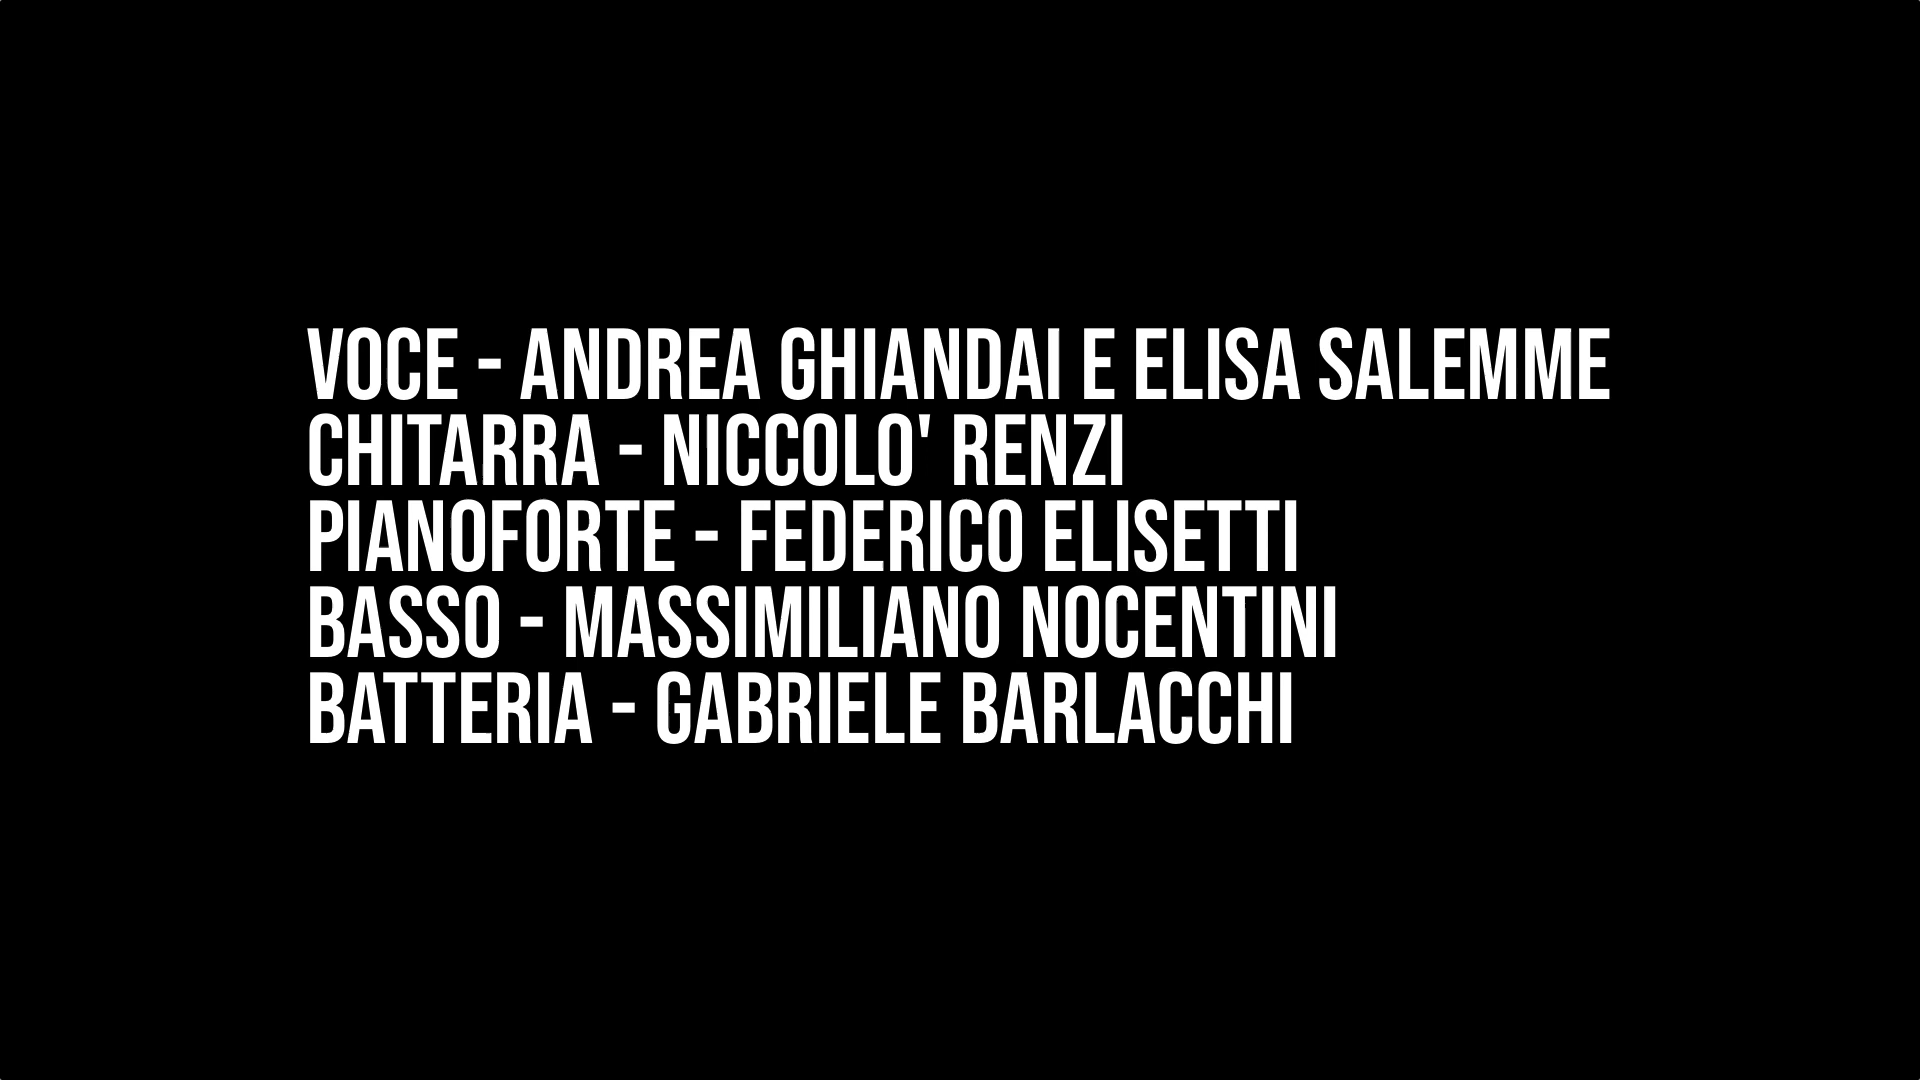 VOCE - ANDREA GHIANDAI E ELISA SALEMME
CHITARRA - NICCOLO' RENZI
PIANOFORTE - FEDERICO ELISETTI
BASSO - MASSIMILIANO NOCENTINI
BATTERIA - GABRIELE BARLACCHI